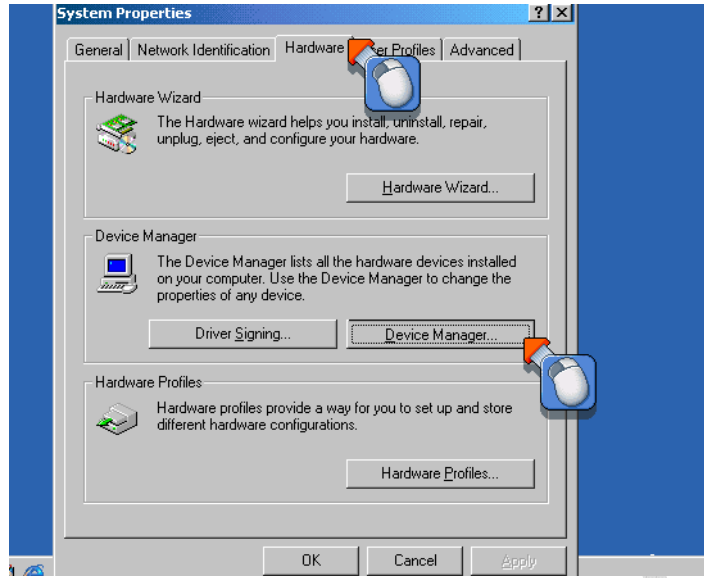 System Properties
General Network Identification Hardware er Profiles Advanced
Hardware Wizard
The Hardware wizard helps you install, uninstall, repair,
unplug, eject, and configure your hardware.
Hardware Wizard...
Device Manager
The Device Manager lists all the hardware devices installed
on your computer. Use the Device Manager to change the
properties of any device.
Driver Signing... Device Manager...
Hardware Profiles
Hardware profiles provide a way for you to set up and store
different hardware configurations.
Hardware Profiles...
OK Cancel Apply